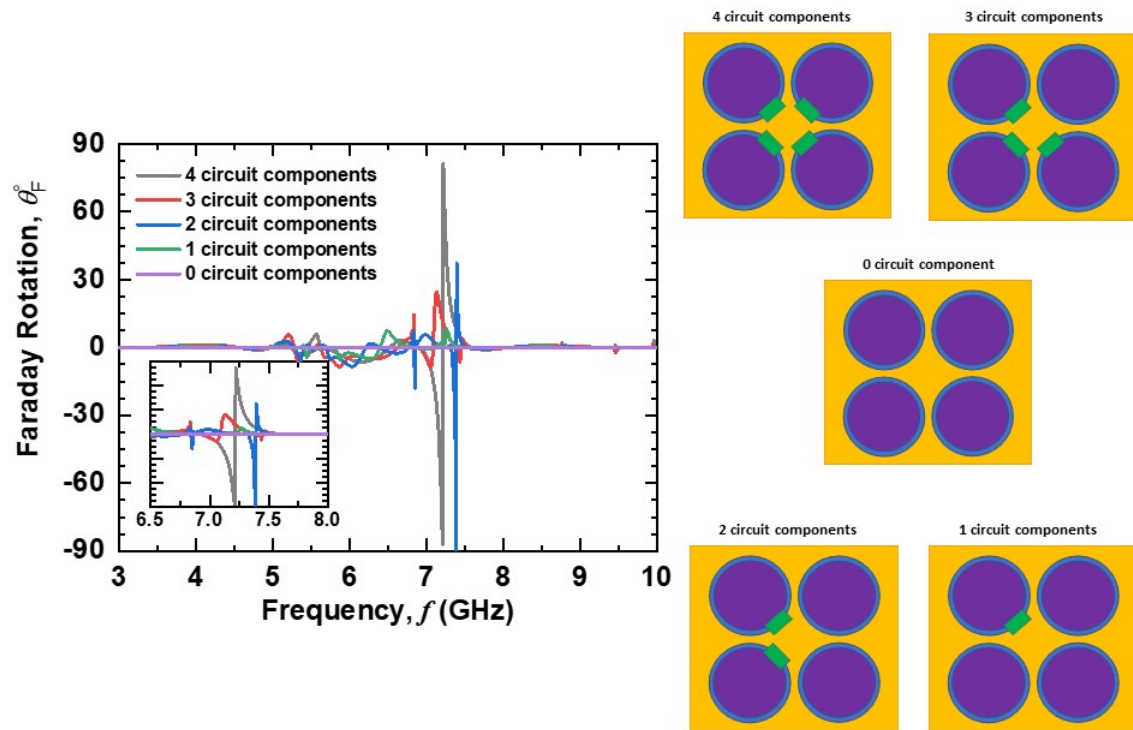 4 circuit components
3 circuit components
90
60
30
0
-30
-60
-90
Faraday Rotation, θ°F
4 circuit components
3 circuit components
2 circuit components
1 circuit components
0 circuit components
6.5 7.0 7.5 8.0
3 4 5 6 7 8 9 10
Frequency, f (GHz)
0 circuit component
2 circuit components
1 circuit components